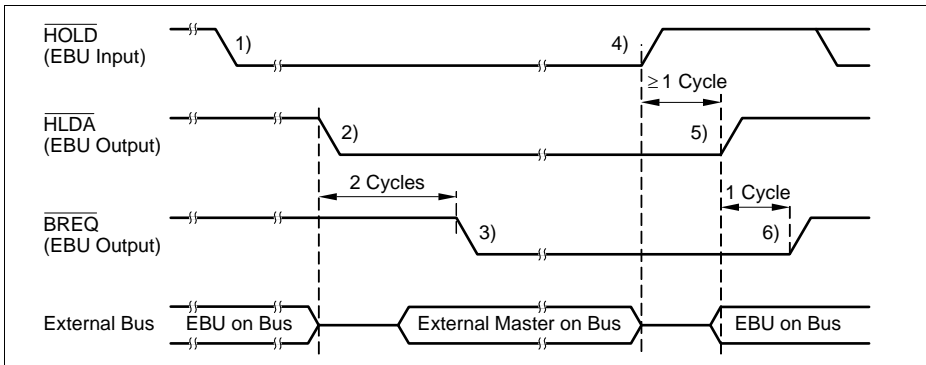 HOLD
(EBU Input)
1)
4)
≥ 1 Cycle
HLDA
(EBU Output)
2)
5)
2 Cycles
1 Cycle
BREQ
(EBU Output)
3)
6)
External Bus
EBU on Bus
External Master on Bus
EBU on Bus